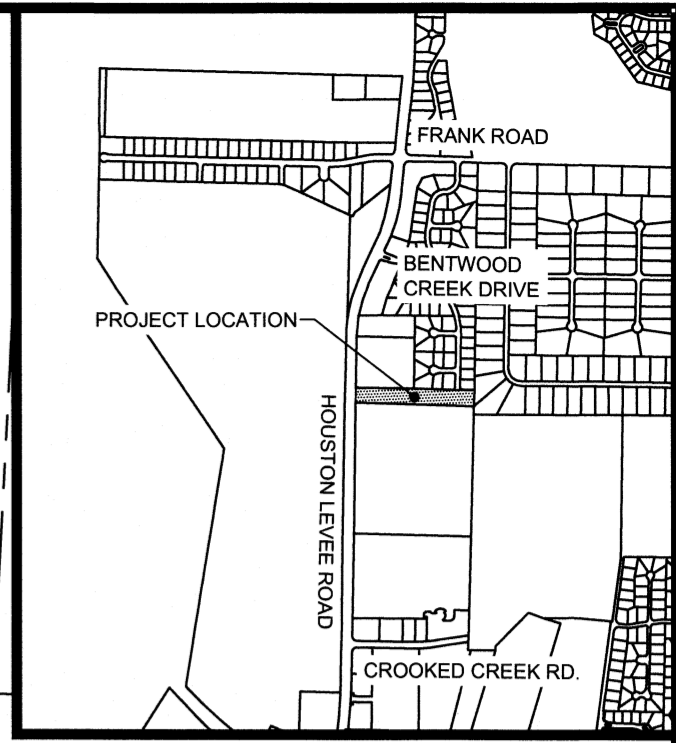 FRANK ROAD
BENTWOOD
CREEK DRIVE
PROJECT LOCATION
HOUSTON LEVEE ROAD
CROOKED CREEK RD.